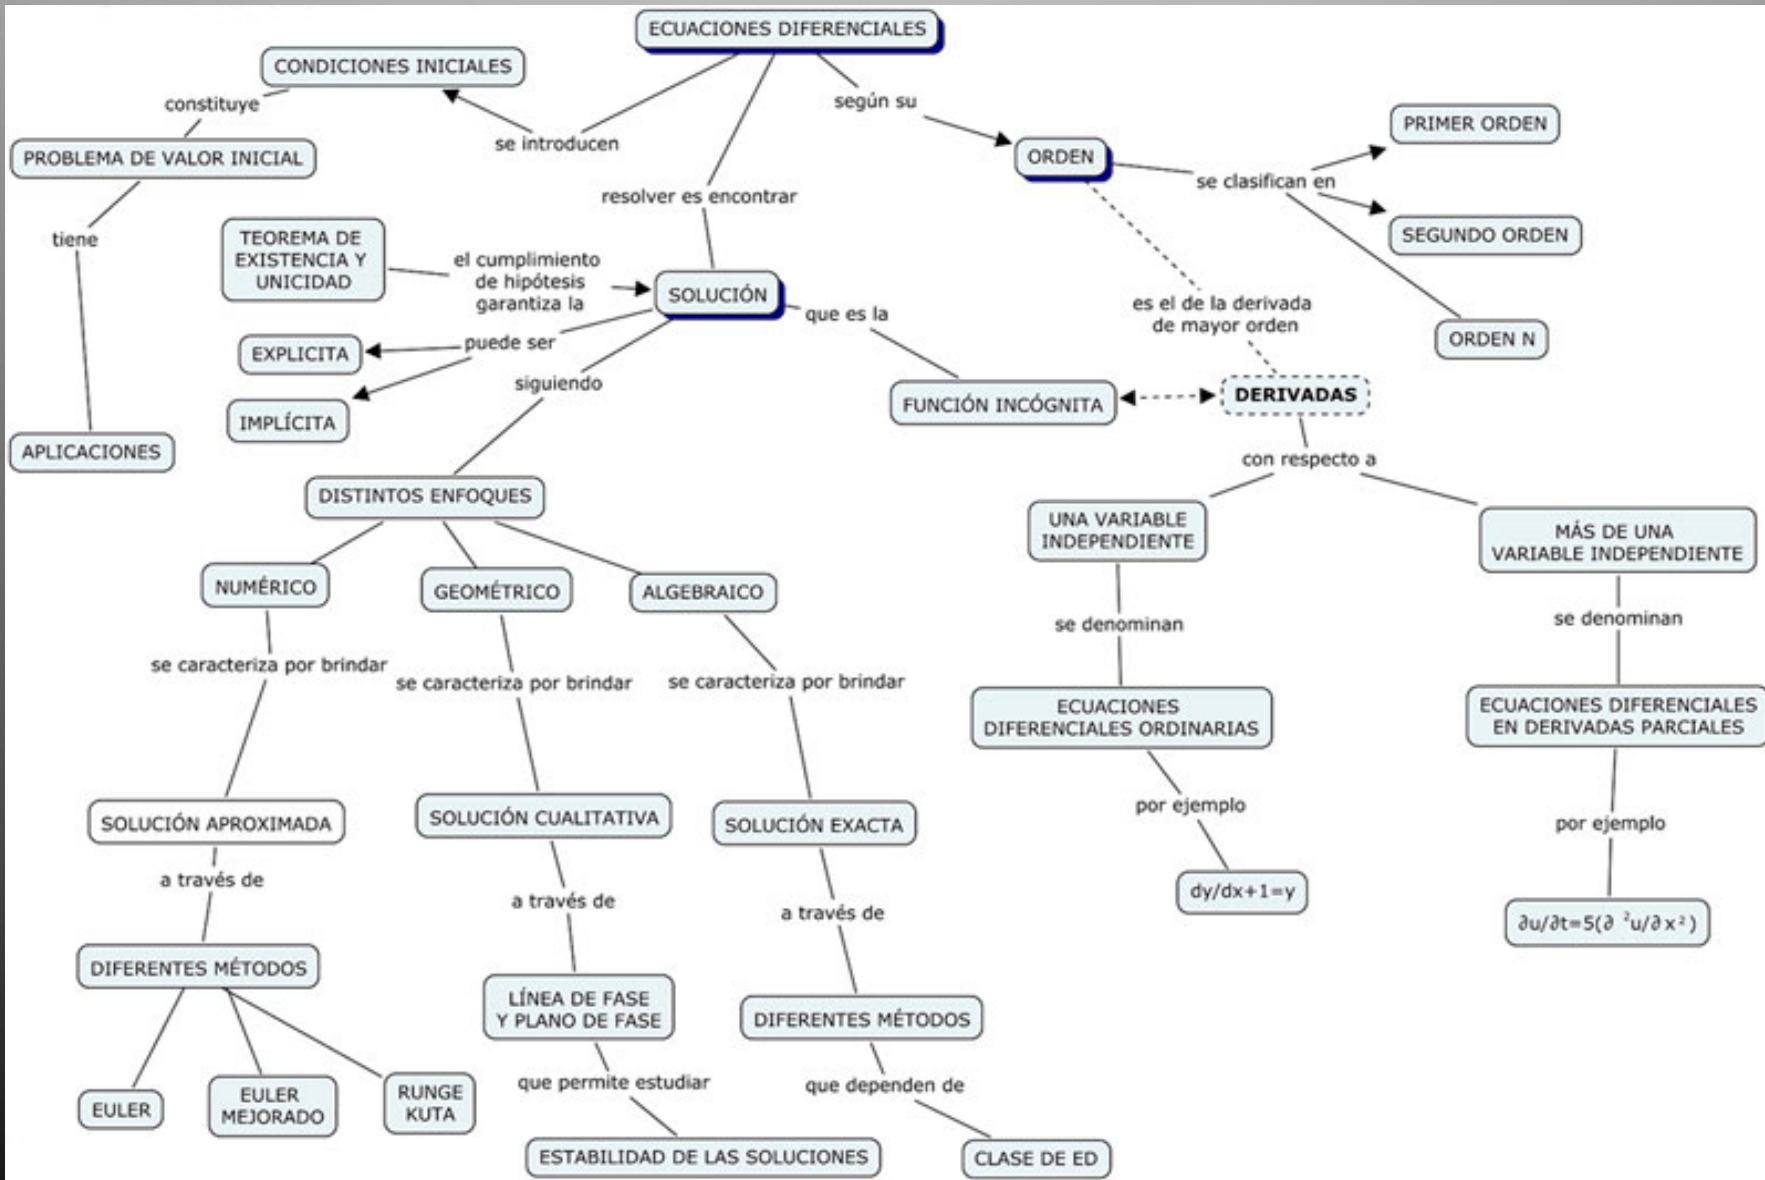 ECUACIONES DIFERENCIALES
CONDICIONES INICIALES
constituye
según su
se introducen
PRIMER ORDEN
PROBLEMA DE VALOR INICIAL
ORDEN
se clasifican en
resolver es encontrar
tiene
TEOREMA DE
EXISTENCIA Y
UNICIDAD
el cumplimiento
de hipótesis
garantiza la
SOLUCIÓN
SEGUNDO ORDEN
que es la
es el de la derivada
de mayor orden
ORDEN N
EXPLICITA
puede ser
siguiendo
IMPLÍCITA
FUNCIÓN INCÓGNITA
DERIVADAS
APLICACIONES
con respecto a
DISTINTOS ENFOQUES
UNA VARIABLE
INDEPENDIENTE
MÁS DE UNA
VARIABLE INDEPENDIENTE
NUMÉRICO
GEOMÉTRICO
ALGEBRAICO
se denominan
se denominan
se caracteriza por brindar
se caracteriza por brindar
se caracteriza por brindar
ECUACIONES
DIFERENCIALES ORDINARIAS
ECUACIONES DIFERENCIALES
EN DERIVADAS PARCIALES
SOLUCIÓN APROXIMADA
SOLUCIÓN CUALITATIVA
SOLUCIÓN EXACTA
por ejemplo
por ejemplo
a través de
a través de
a través de
dy/dx+1=y
∂u/∂t=5(∂ ²u/∂x²)
DIFERENTES MÉTODOS
LÍNEA DE FASE
Y PLANO DE FASE
DIFERENTES MÉTODOS
EULER
EULER
MEJORADO
RUNGE
KUTA
que permite estudiar
que dependen de
ESTABILIDAD DE LAS SOLUCIONES
CLASE DE ED